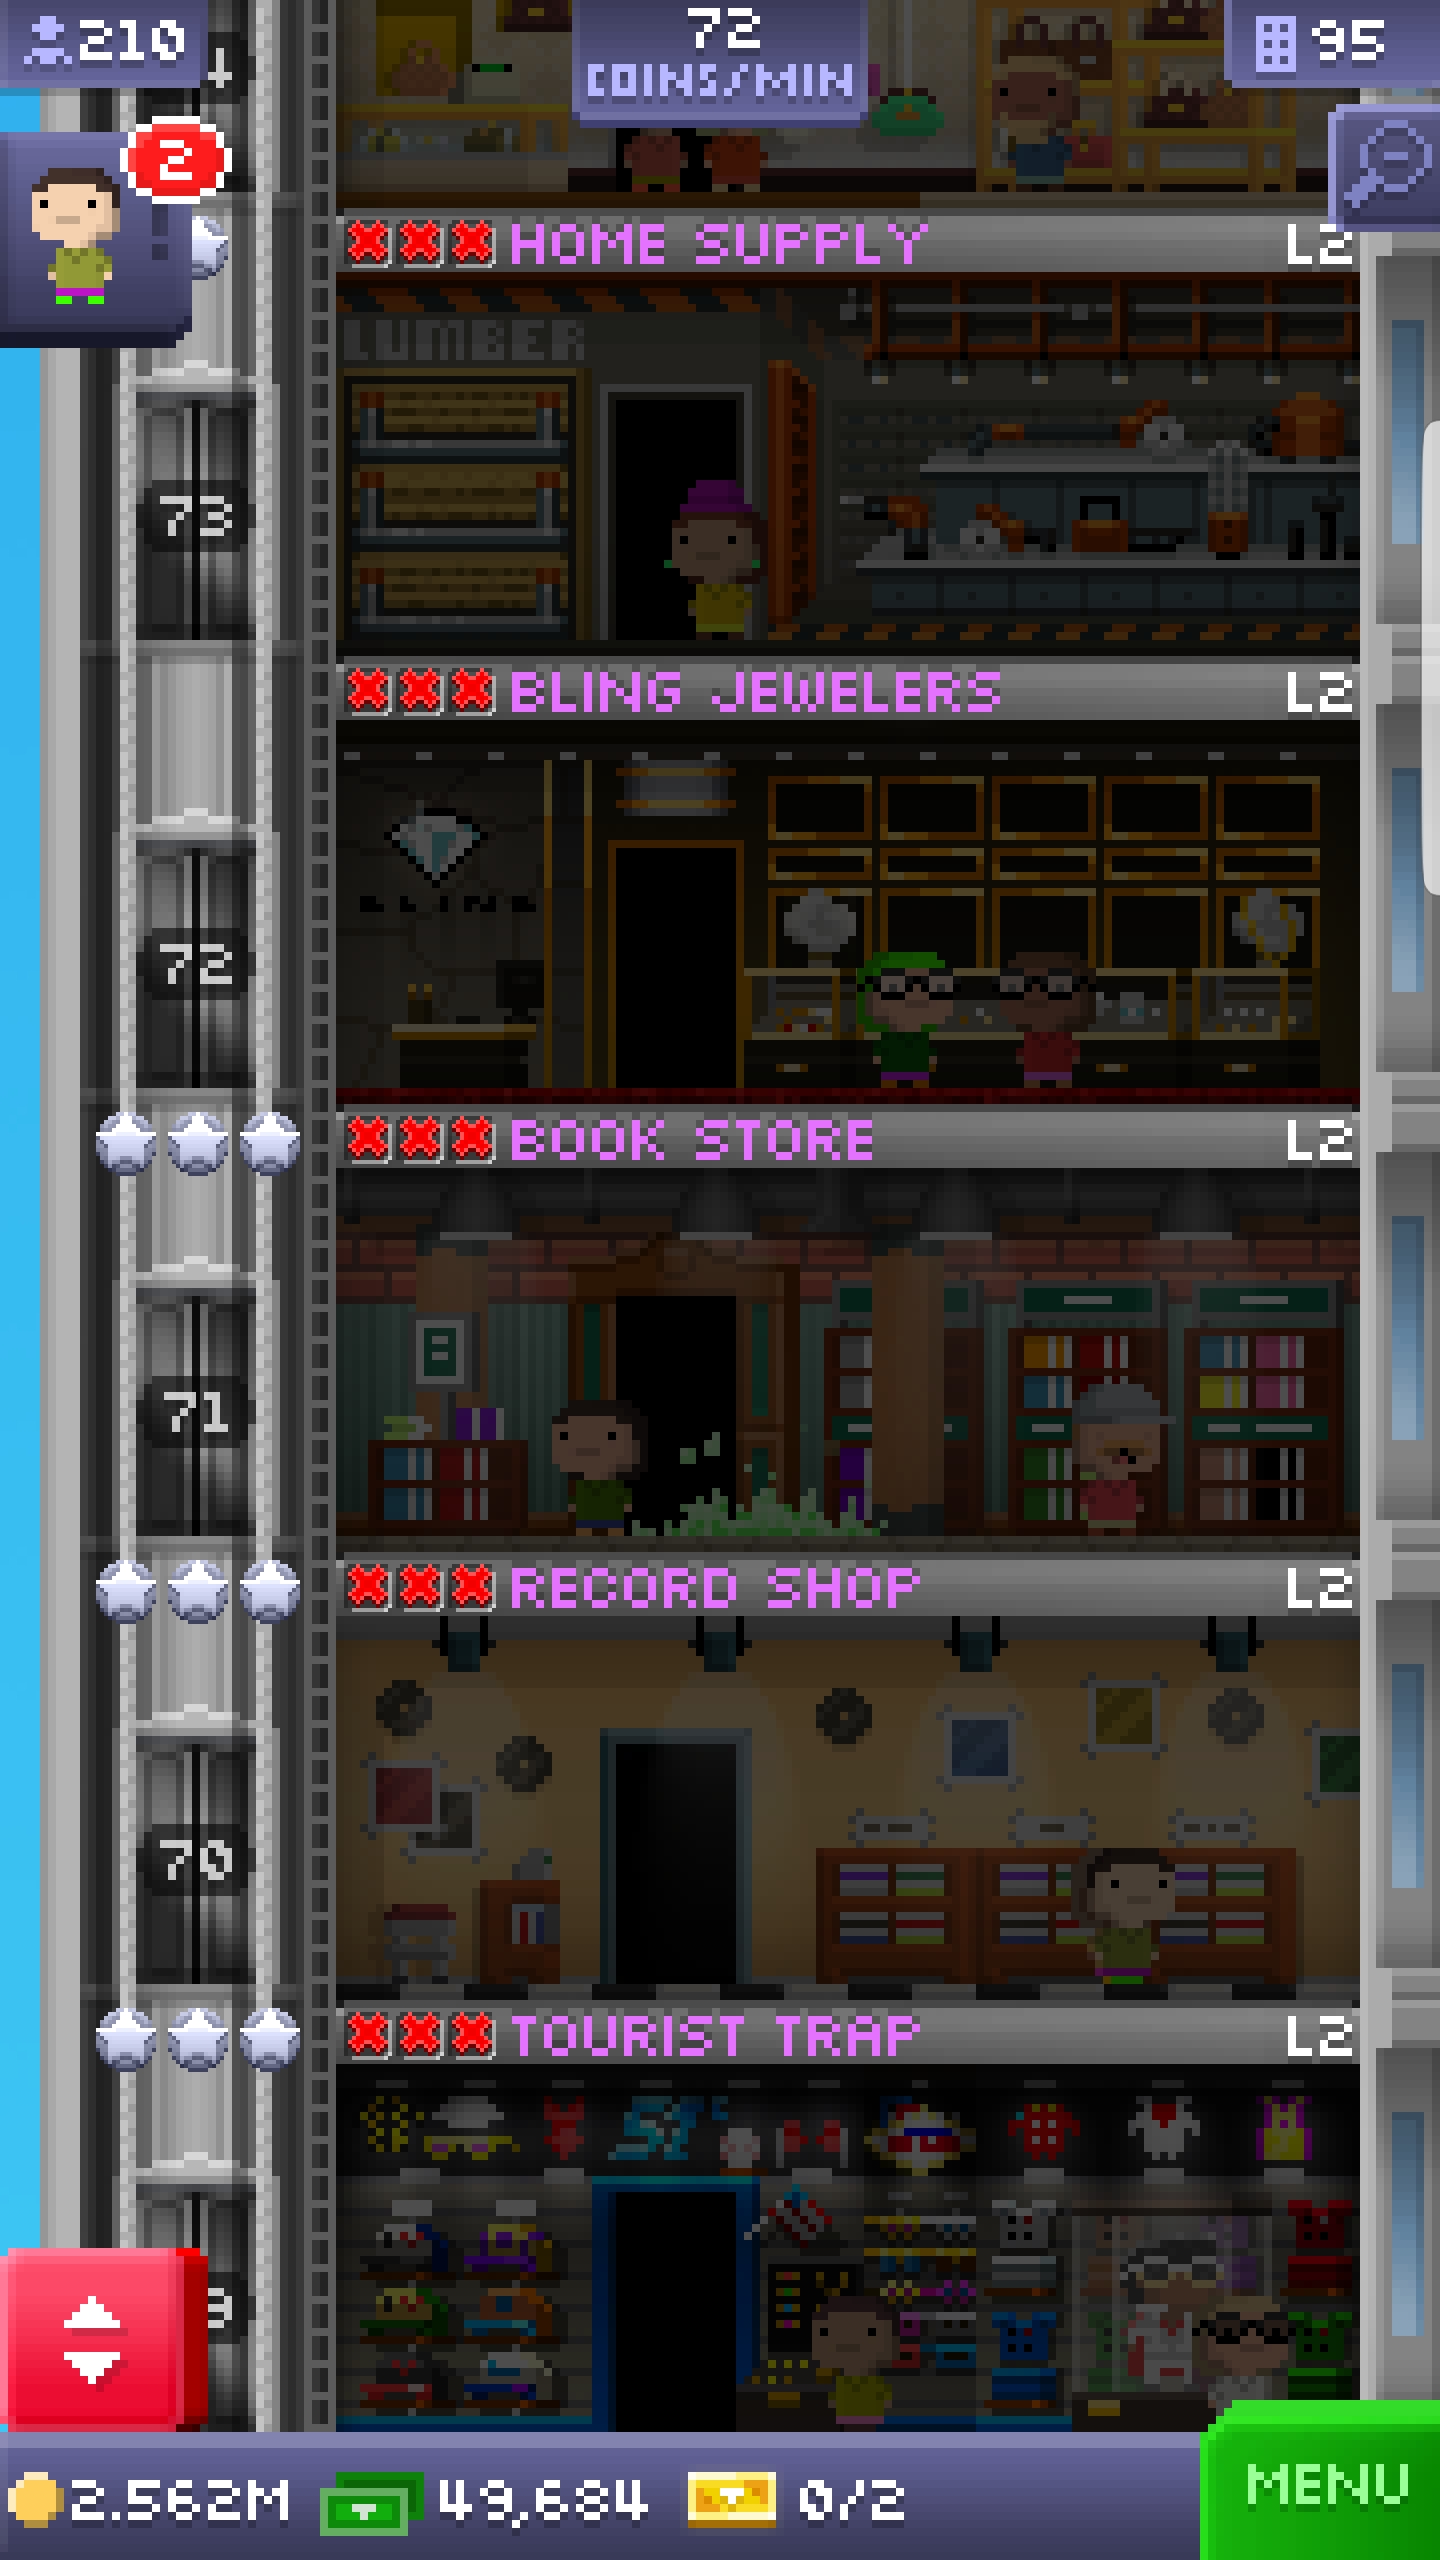 210
72
COINS/MIN
95
2
HOME SUPPLY L2
LUMBER
73
BLING JEWELERS L2
BLING
72
BOOK STORE L2
71
RECORD SHOP L2
70
TOURIST TRAP L2
2.562M 49,684 0/2 MENU